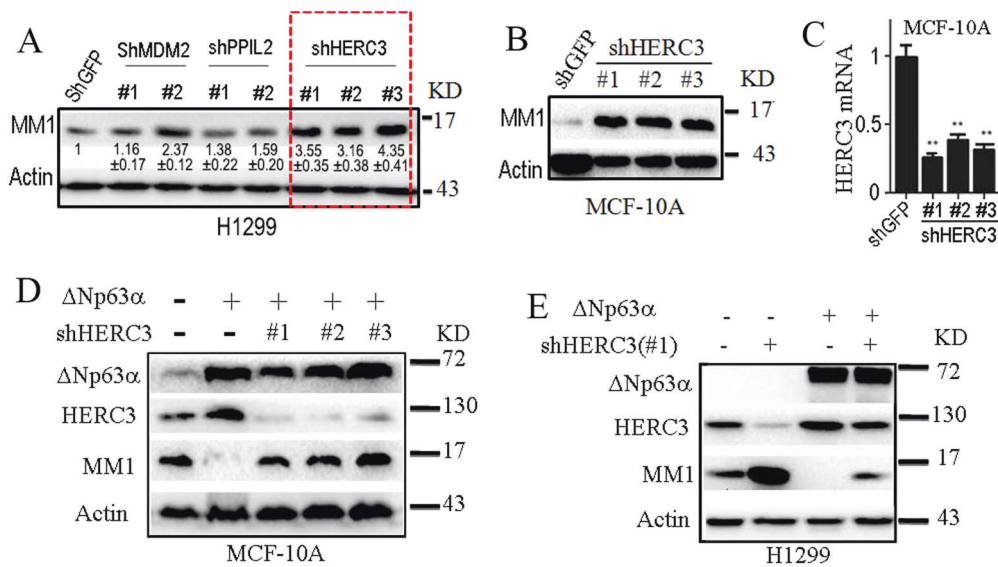 A
ShMDM2 shPPIL2 shHERC3
ShGFP #1 #2 #1 #2 #1 #2 #3 KD
MM1 17
1 1.16 2.37 1.38 1.59 3.55 3.16 4.35
±0.17 ±0.12 ±0.22 ±0.20 ±0.35 ±0.38 ±0.41
Actin 43
H1299
B
shGFP shHERC3
#1 #2 #3 KD
MM1 17
Actin 43
MCF-10A
C
MCF-10A
HERC3 mRNA
1
0.5
0
** ** **
shGFP #1 #2 #3
shHERC3
D
ΔNp63α - + + + +
shHERC3 - - #1 #2 #3 KD
ΔNp63α 72
HERC3 130
MM1 17
Actin 43
MCF-10A
E
ΔNp63α - - + +
shHERC3(#1) - + - + KD
ΔNp63α 72
HERC3 130
MM1 17
Actin 43
H1299